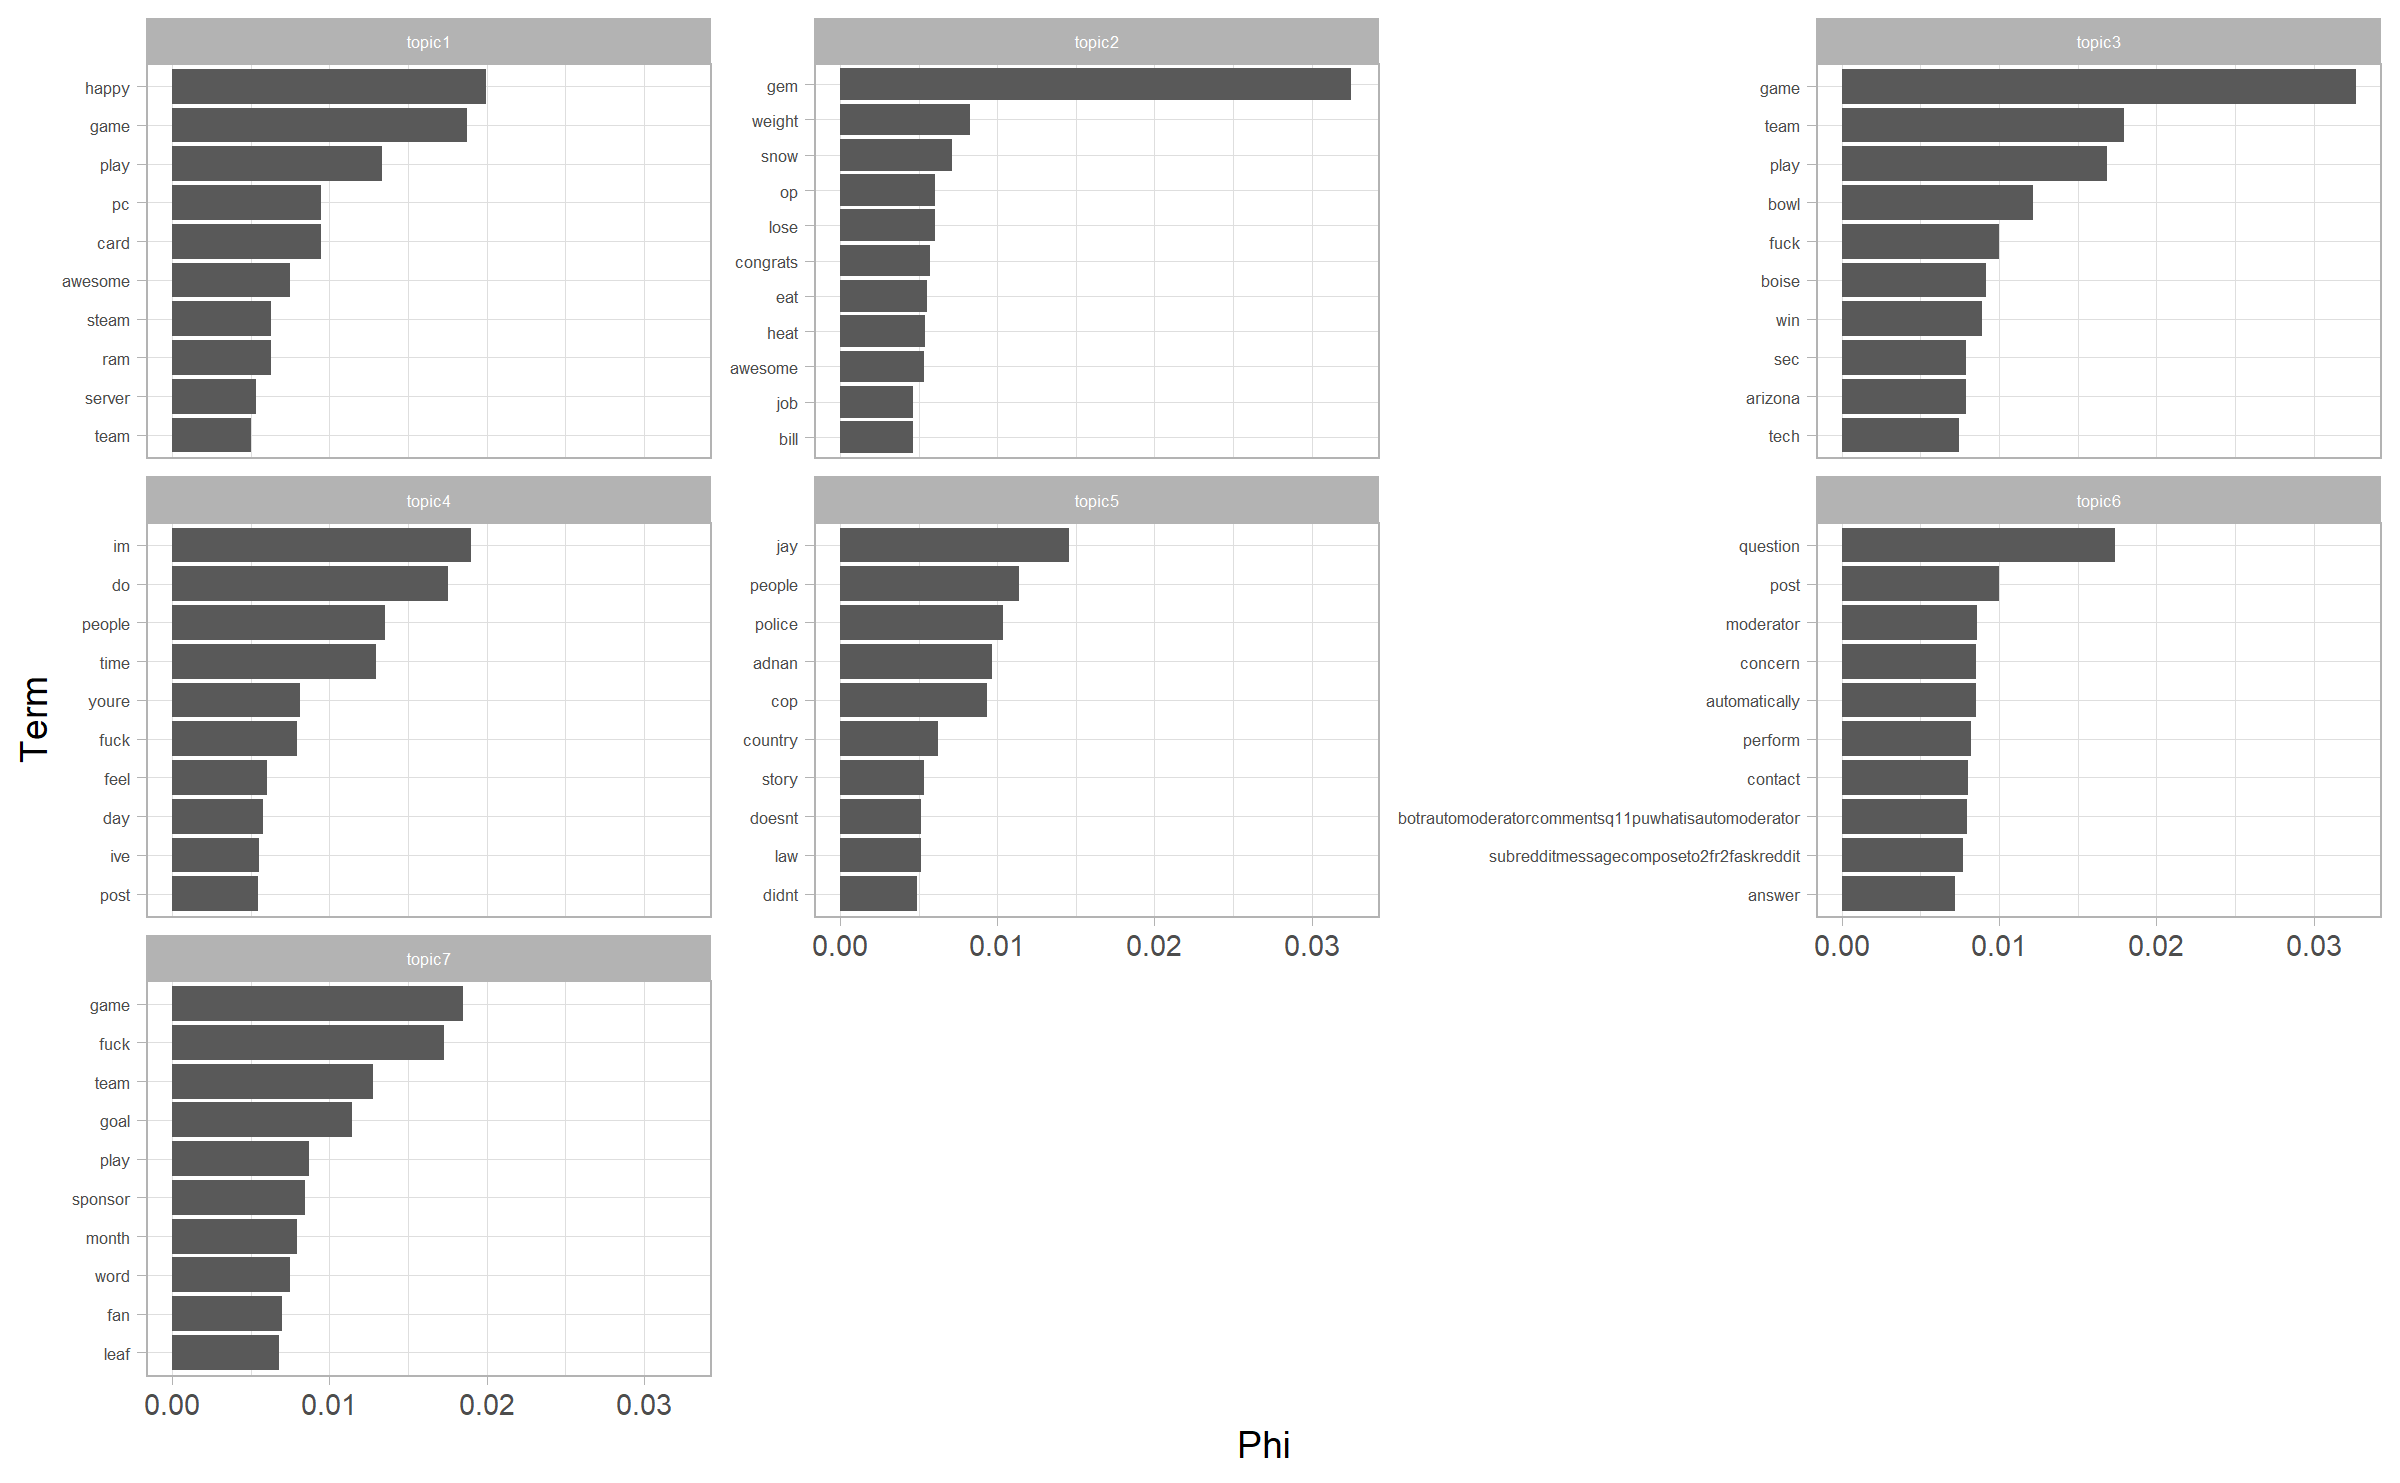 topic1
happy
game
play
pc
card
awesome
steam
ram
server
team
topic2
gem
weight
snow
op
lose
congrats
eat
heat
awesome
job
bill
topic3
game
team
play
bowl
fuck
boise
win
sec
arizona
tech
topic4
im
do
people
time
youre
fuck
feel
day
ive
post
topic5
jay
people
police
adnan
cop
country
story
doesnt
law
didnt
0.00 0.01 0.02 0.03
topic6
question
post
moderator
concern
automatically
perform
contact
botrautomoderatorcommentsq11puwhatisautomoderator
subredditmessagecomposeto2fr2faskreddit
answer
0.00 0.01 0.02 0.03
topic7
game
fuck
team
goal
play
sponsor
month
word
fan
leaf
0.00 0.01 0.02 0.03
Term
Phi